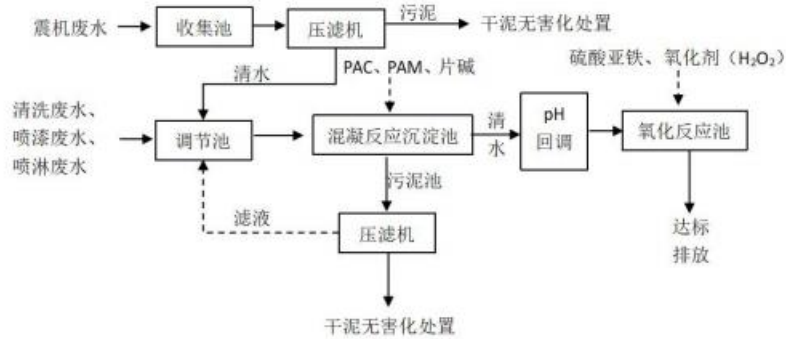 震机废水
收集池
压滤机
污泥
干泥无害化处置
清水
PAC、PAM、片碱
硫酸亚铁、氧化剂（H₂O₂）
清洗废水、
喷漆废水、
喷淋废水
调节池
混凝反应沉淀池
清
水
pH
回调
氧化反应池
污泥池
滤液
压滤机
达标
排放
干泥无害化处置